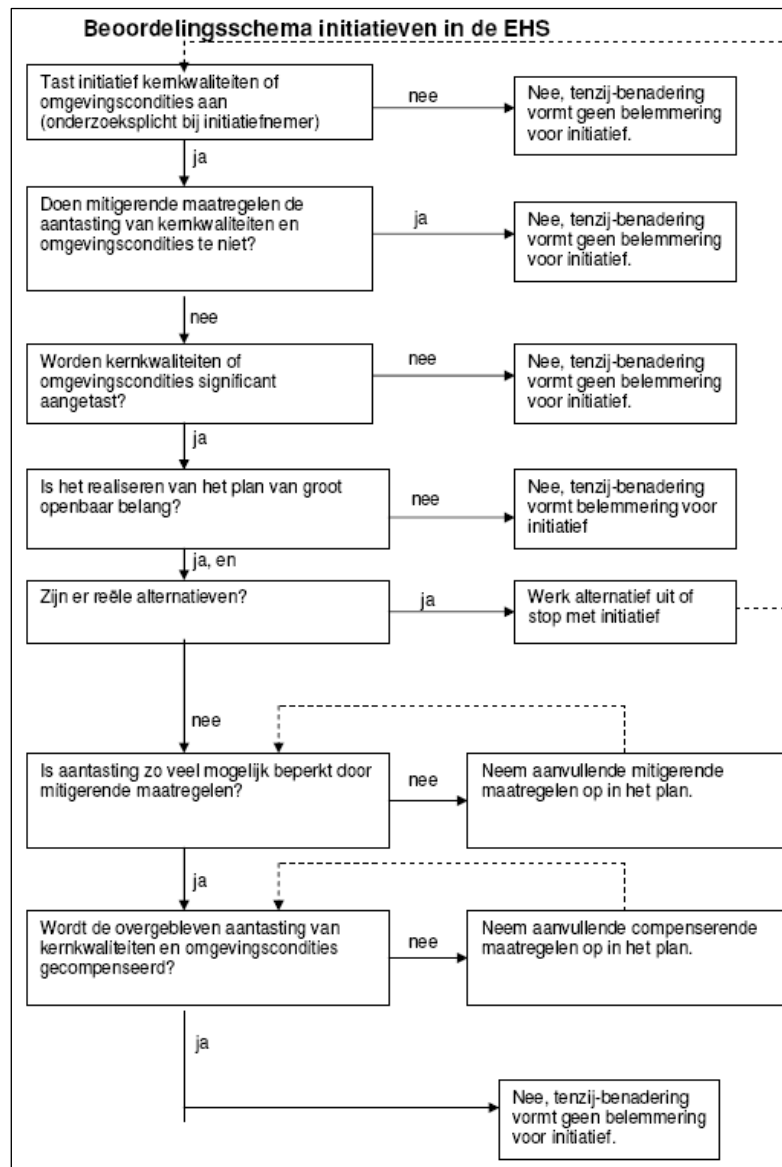 Beoordelingsschema initiatieven in de EHS
Tast initiatief kernkwaliteiten of
omgevingscondities aan
(onderzoeksplicht bij initiatiefnemer)
nee
Nee, tenzij-benadering
vormt geen belemmering
voor initiatief.
ja
Doen mitigerende maatregelen de
aantasting van kernkwaliteiten en
omgevingscondities te niet?
ja
Nee, tenzij-benadering
vormt geen belemmering
voor initiatief.
nee
Worden kernkwaliteiten of
omgevingscondities significant
aangetast?
nee
Nee, tenzij-benadering
vormt geen belemmering
voor initiatief.
ja
Is het realiseren van het plan van groot
openbaar belang?
nee
Nee, tenzij-benadering
vormt belemmering voor
initiatief
ja, en
Zijn er reële alternatieven?
ja
Werk alternatief uit of
stop met initiatief
nee
Is aantasting zo veel mogelijk beperkt door
mitigerende maatregelen?
nee
Neem aanvullende mitigerende
maatregelen op in het plan.
ja
Wordt de overgebleven aantasting van
kernkwaliteiten en omgevingscondities
gecompenseerd?
nee
Neem aanvullende compenserende
maatregelen op in het plan.
ja
Nee, tenzij-benadering
vormt geen belemmering
voor initiatief.